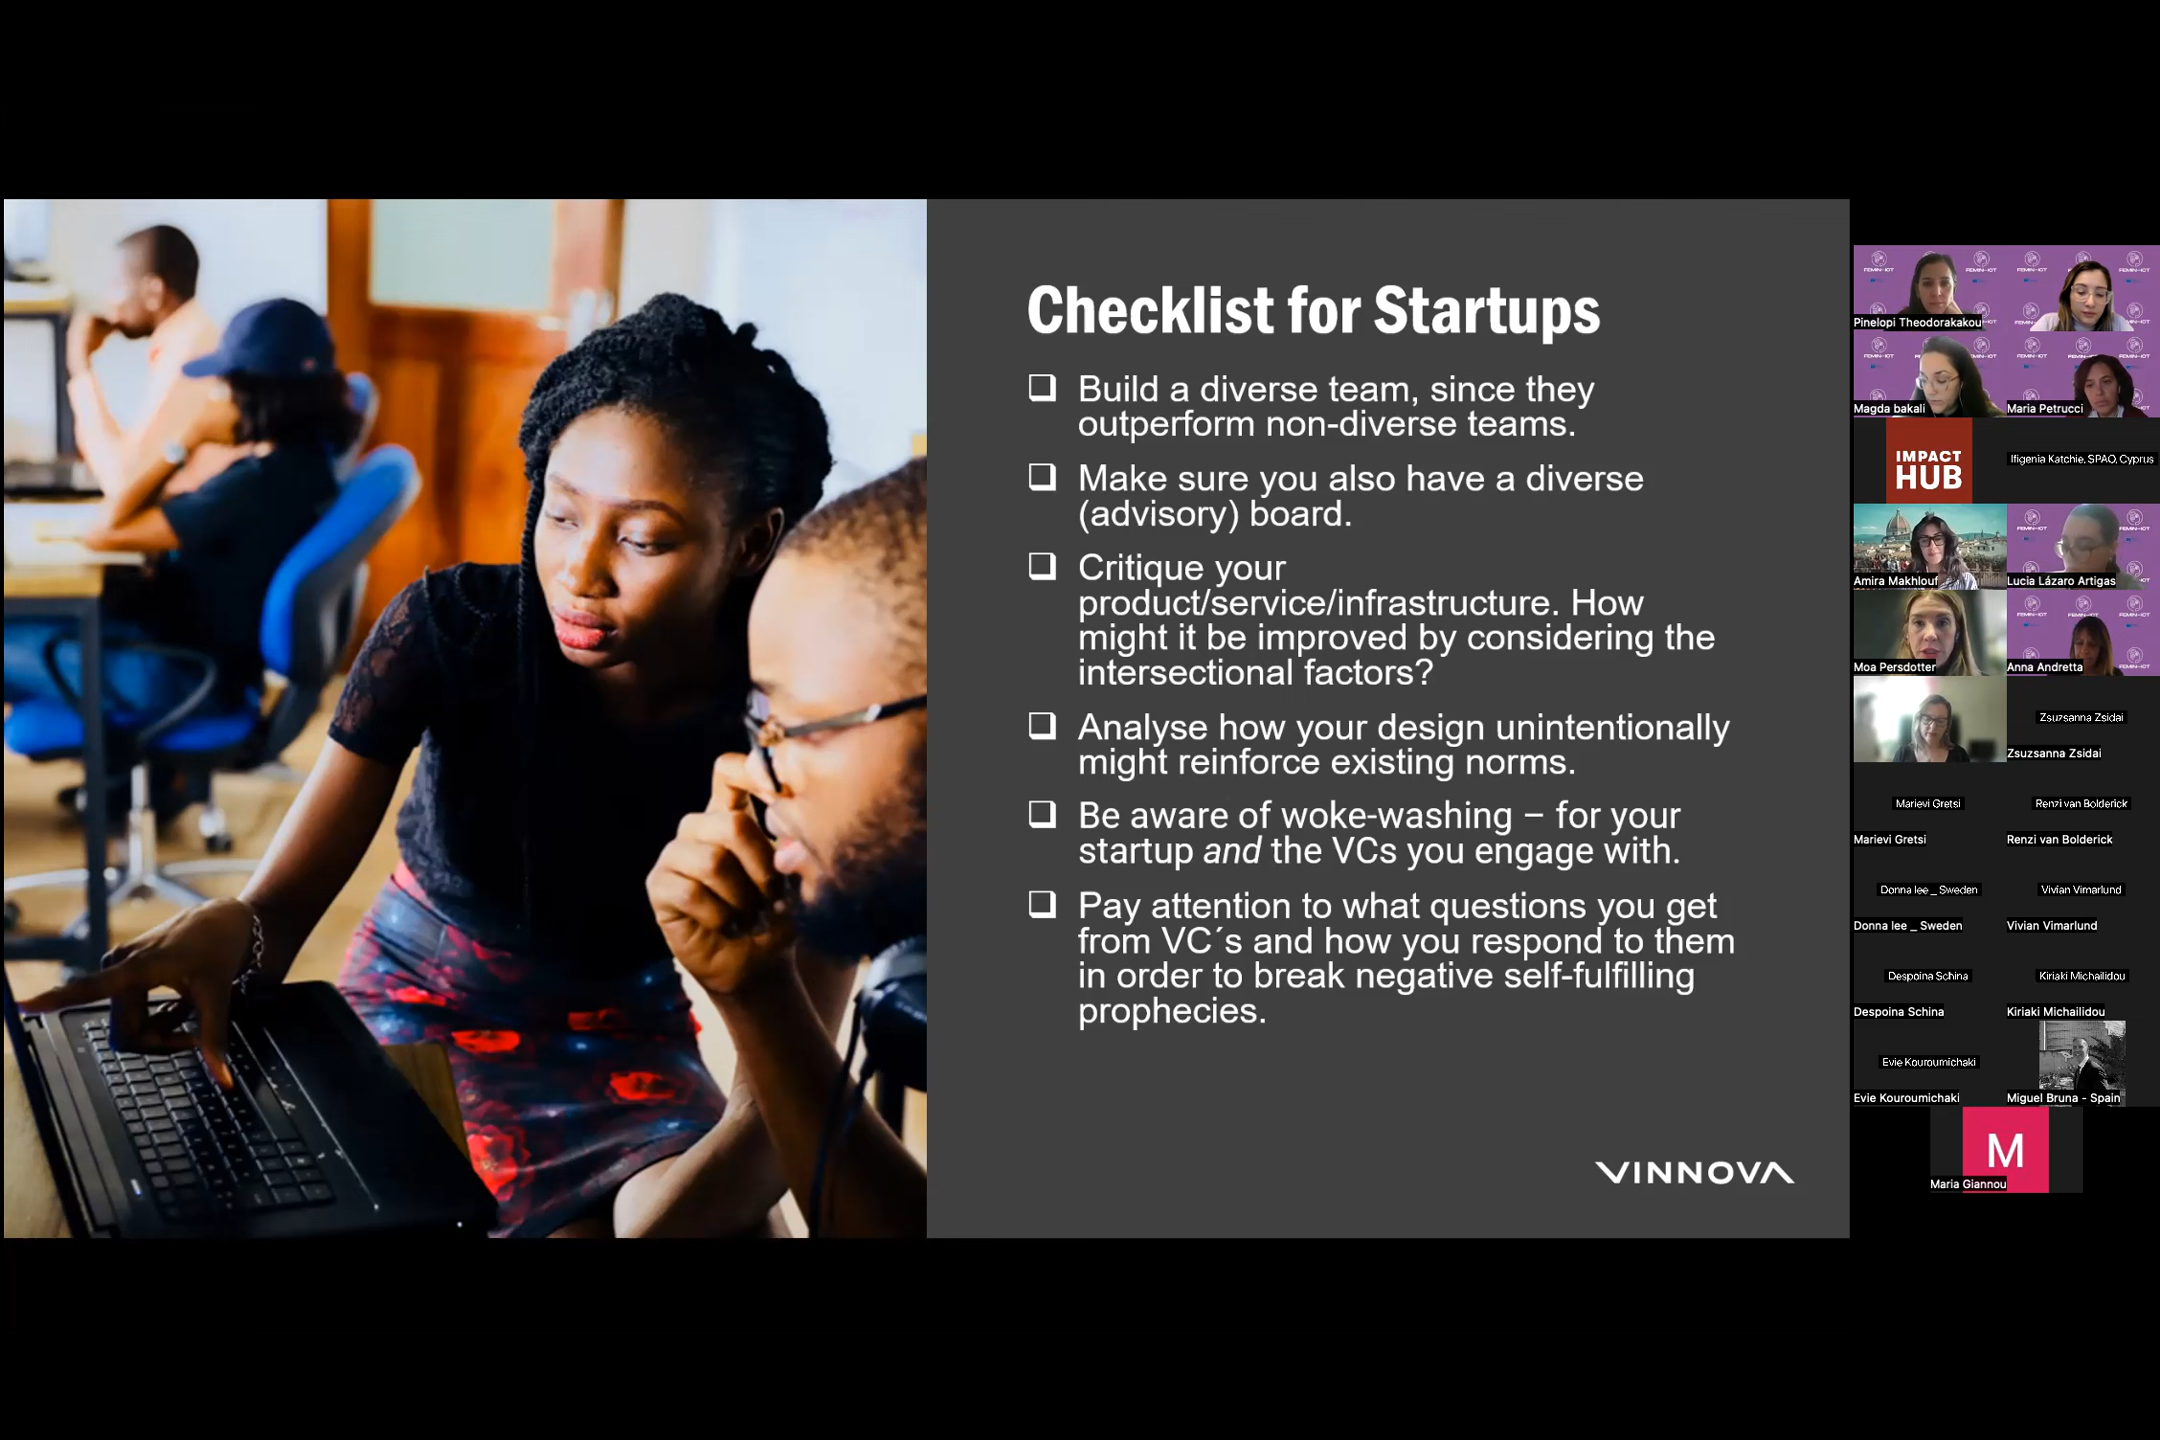 Checklist for Startups
❑ Build a diverse team, since they
outperform non-diverse teams.
❑ Make sure you also have a diverse
(advisory) board.
❑ Critique your
product/service/infrastructure. How
might it be improved by considering the
intersectional factors?
❑ Analyse how your design unintentionally
might reinforce existing norms.
❑ Be aware of woke-washing – for your
startup and the VCs you engage with.
❑ Pay attention to what questions you get
from VC´s and how you respond to them
in order to break negative self-fulfilling
prophecies.
VINNOVA
FEMIN-IOT
Pinelopi Theodorakakou
Magda bakali
Maria Petrucci
IMPACT
HUB
Ifigenia Katchie, SPAO, Cyprus
Amira Makhlouf
Lucia Lázaro Artigas
Moa Persdotter
Anna Andretta
Zsuzsanna Zsidai
Zsuzsanna Zsidai
Marievi Gretsi
Renzi van Bolderick
Marievi Gretsi
Renzi van Bolderick
Donna lee _ Sweden
Vivian Vimarlund
Donna lee _ Sweden
Vivian Vimarlund
Despoina Schina
Kiriaki Michailidou
Despoina Schina
Kiriaki Michailidou
Evie Kouroumichaki
Evie Kouroumichaki
Miguel Bruna - Spain
M
Maria Giannou